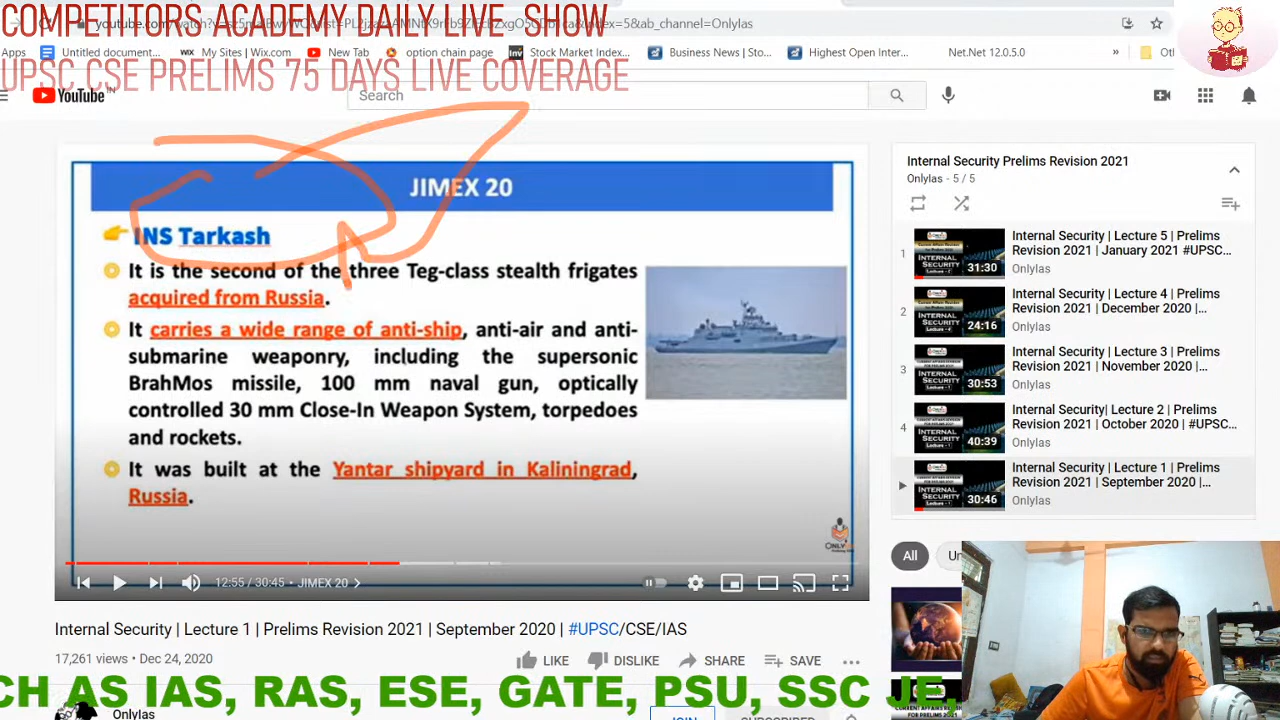 COMPETITORS ACADEMY DAILY LIVE SHOW
UPSC CSE PRELIMS 75 DAYS LIVE COVERAGE
Apps
Untitled document...
My Sites | Wix.com
New Tab
option chain page
Stock Market Index...
Business News | Sto...
Highest Open Inter...
Net.Net 12.0.5.0
»
YouTube IN
Search
JIMEX 20
INS Tarkash
It is the second of the three Teg-class stealth frigates
acquired from Russia.
It carries a wide range of anti-ship, anti-air and anti-
submarine weaponry, including the supersonic
BrahMos missile, 100 mm naval gun, optically
controlled 30 mm Close-In Weapon System, torpedoes
and rockets.
It was built at the Yantar shipyard in Kaliningrad,
Russia.
12:55 / 30:45 • JIMEX 20
Internal Security | Lecture 1 | Prelims Revision 2021 | September 2020 | #UPSC/CSE/IAS
17,261 views • Dec 24, 2020
LIKE
DISLIKE
SHARE
SAVE
...
Internal Security Prelims Revision 2021
OnlyIas - 5 / 5
1
31:30
Internal Security | Lecture 5 | Prelims
Revision 2021 | January 2021 #UPSC...
OnlyIas
2
24:16
Internal Security | Lecture 4 | Prelims
Revision 2021 | December 2020 |...
OnlyIas
3
30:53
Internal Security | Lecture 3 | Prelims
Revision 2021 | November 2020 |...
OnlyIas
4
40:39
Internal Security| Lecture 2 | Prelims
Revision 2021 | October 2020 | #UPSC...
OnlyIas
30:46
Internal Security | Lecture 1 | Prelims
Revision 2021 | September 2020 |...
OnlyIas
All
CH AS IAS, RAS, ESE, GATE, PSU, SSC JE,
OnlyIas
JOIN
SUBSCRIBED